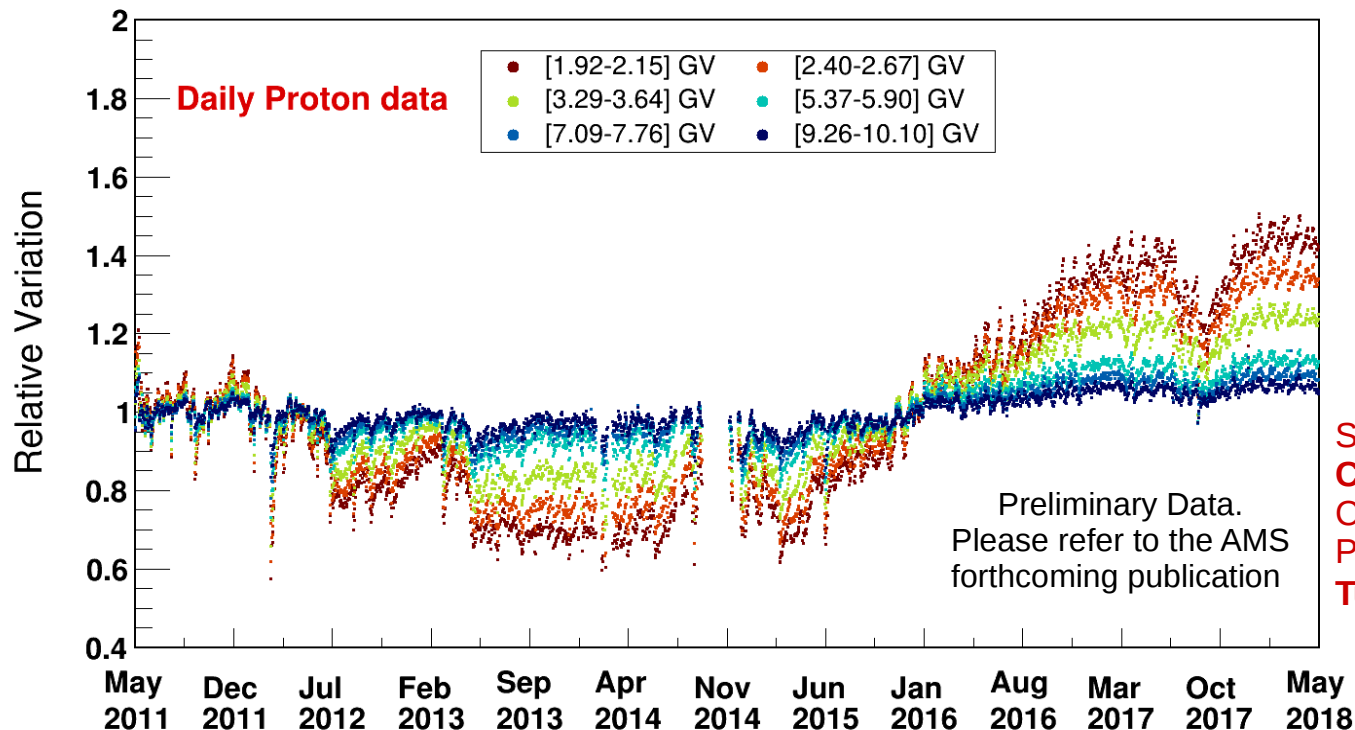 2
1.8
1.6
1.4
1.2
1
0.8
0.6
0.4
Relative Variation
Daily Proton data
[1.92-2.15] GV [2.40-2.67] GV
[3.29-3.64] GV [5.37-5.90] GV
[7.09-7.76] GV [9.26-10.10] GV
Preliminary Data.
Please refer to the AMS
forthcoming publication
May Dec Jul Feb Sep Apr Nov Jun Jan Aug Mar Oct May
2011 2011 2012 2013 2013 2014 2014 2015 2016 2016 2017 2017 2018
S
P
T